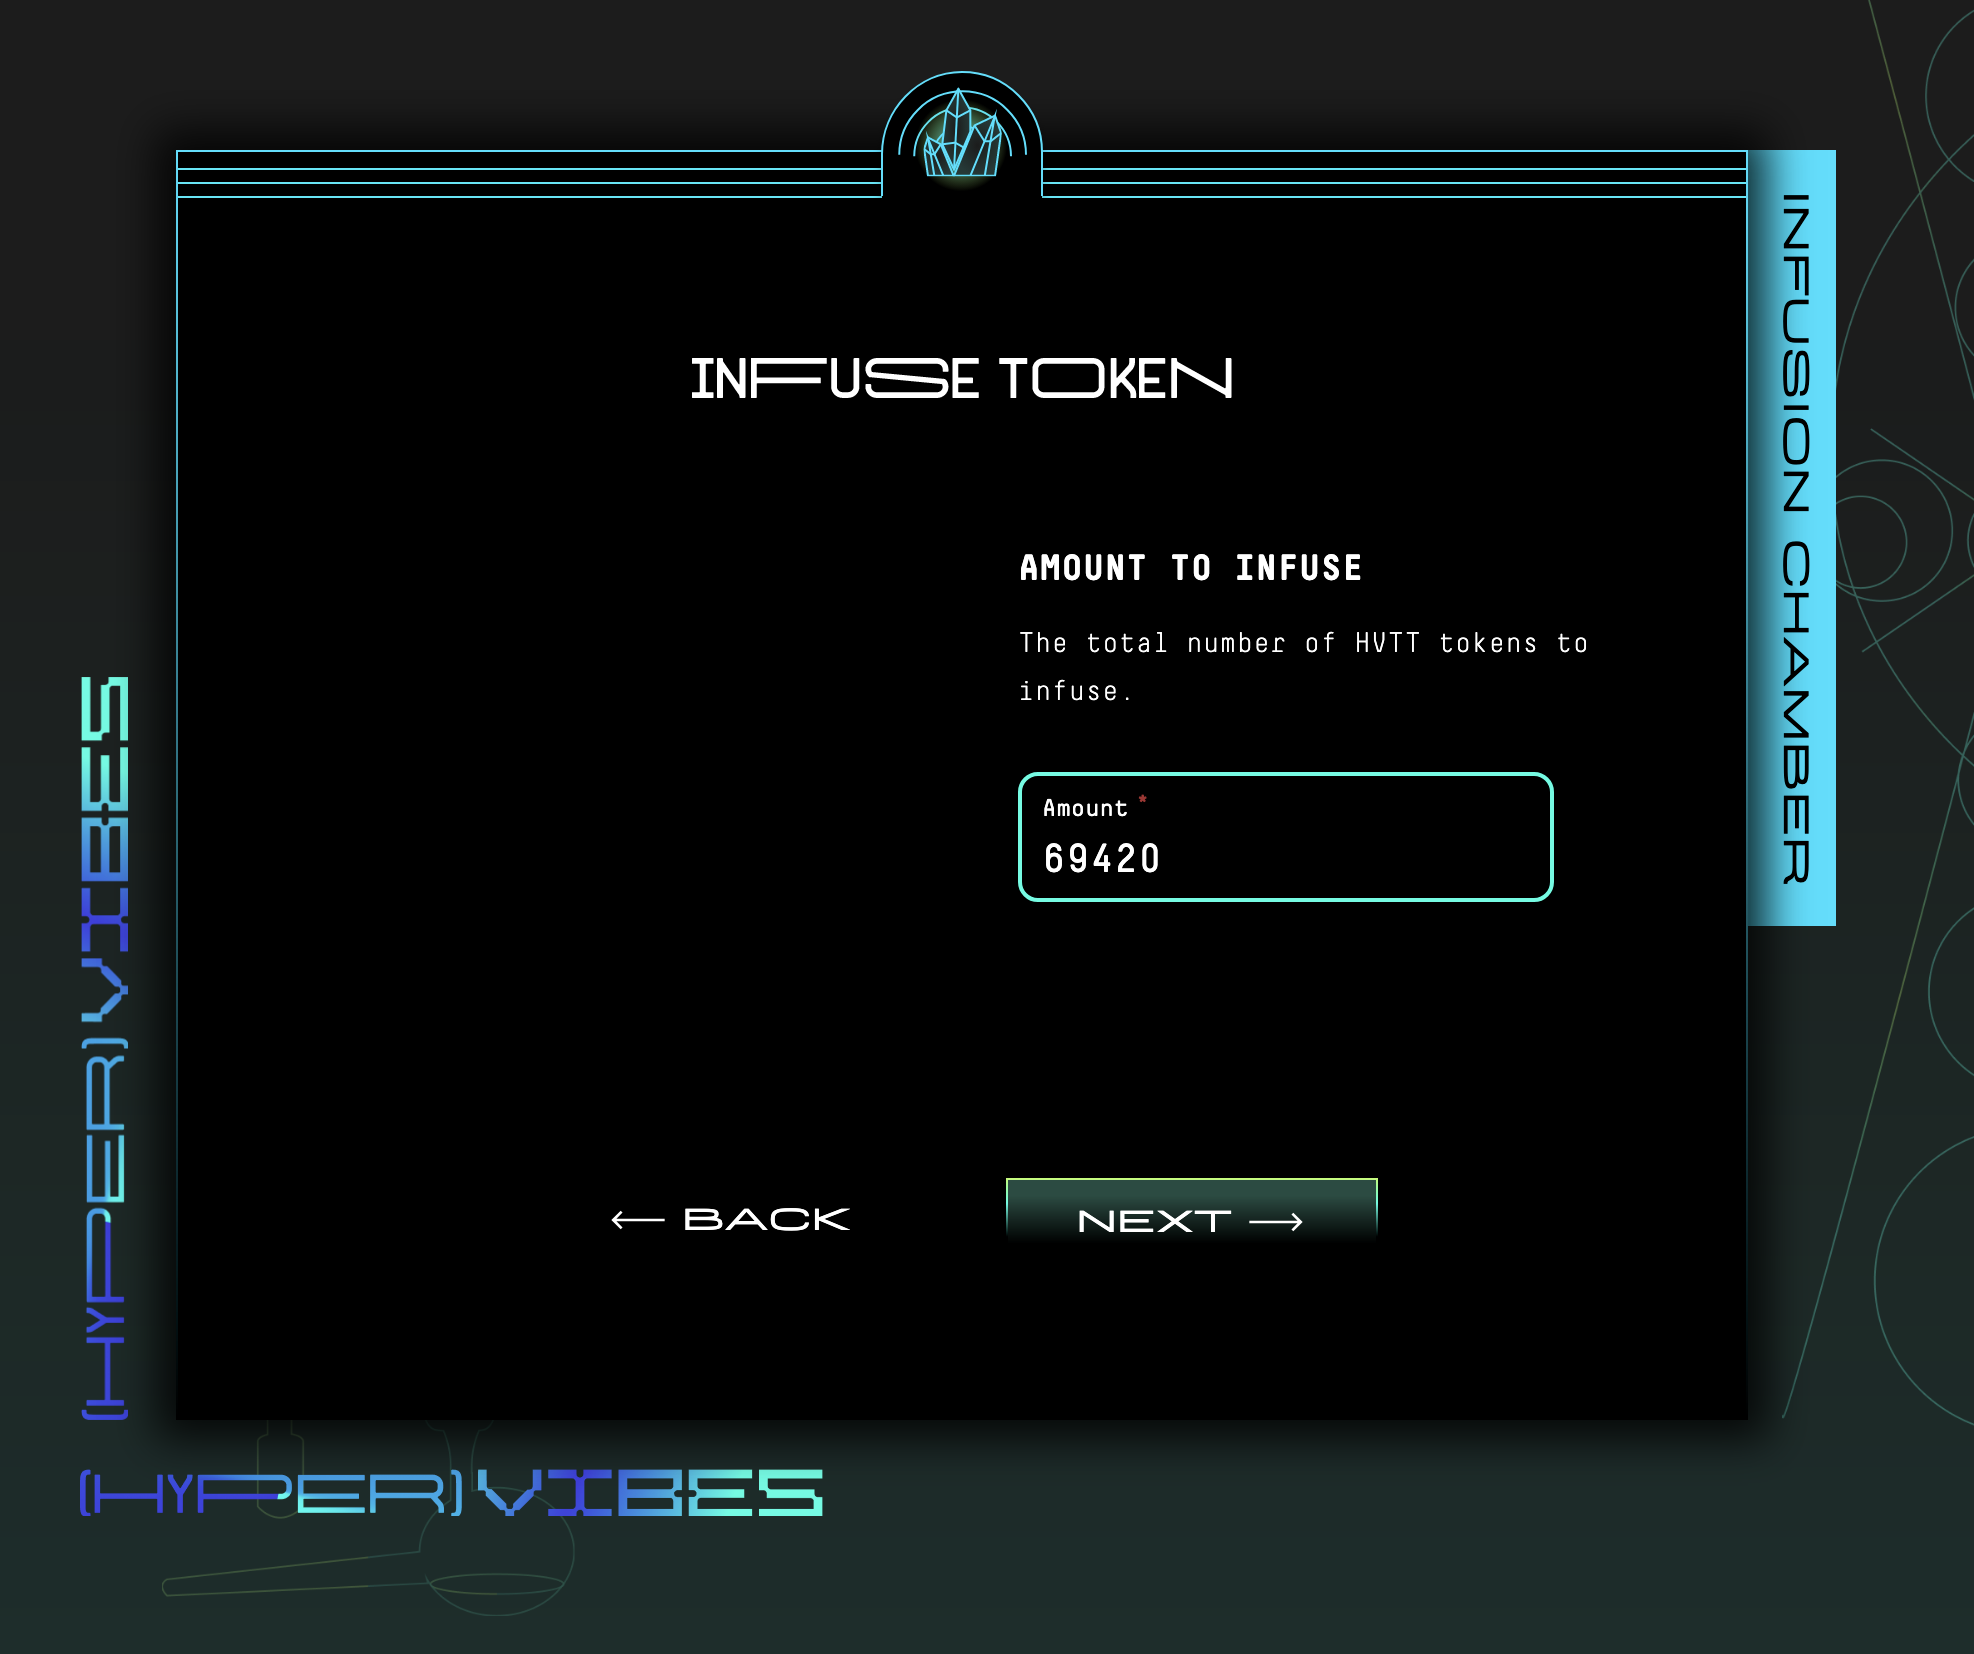 INFUSE TOKEN
AMOUNT TO INFUSE
The total number of HVTT tokens to
infuse.
Amount *
69420
← BACK
NEXT →
INFUSION CHAMBER
(HYPER)VIBES
(HYPER)VIBES